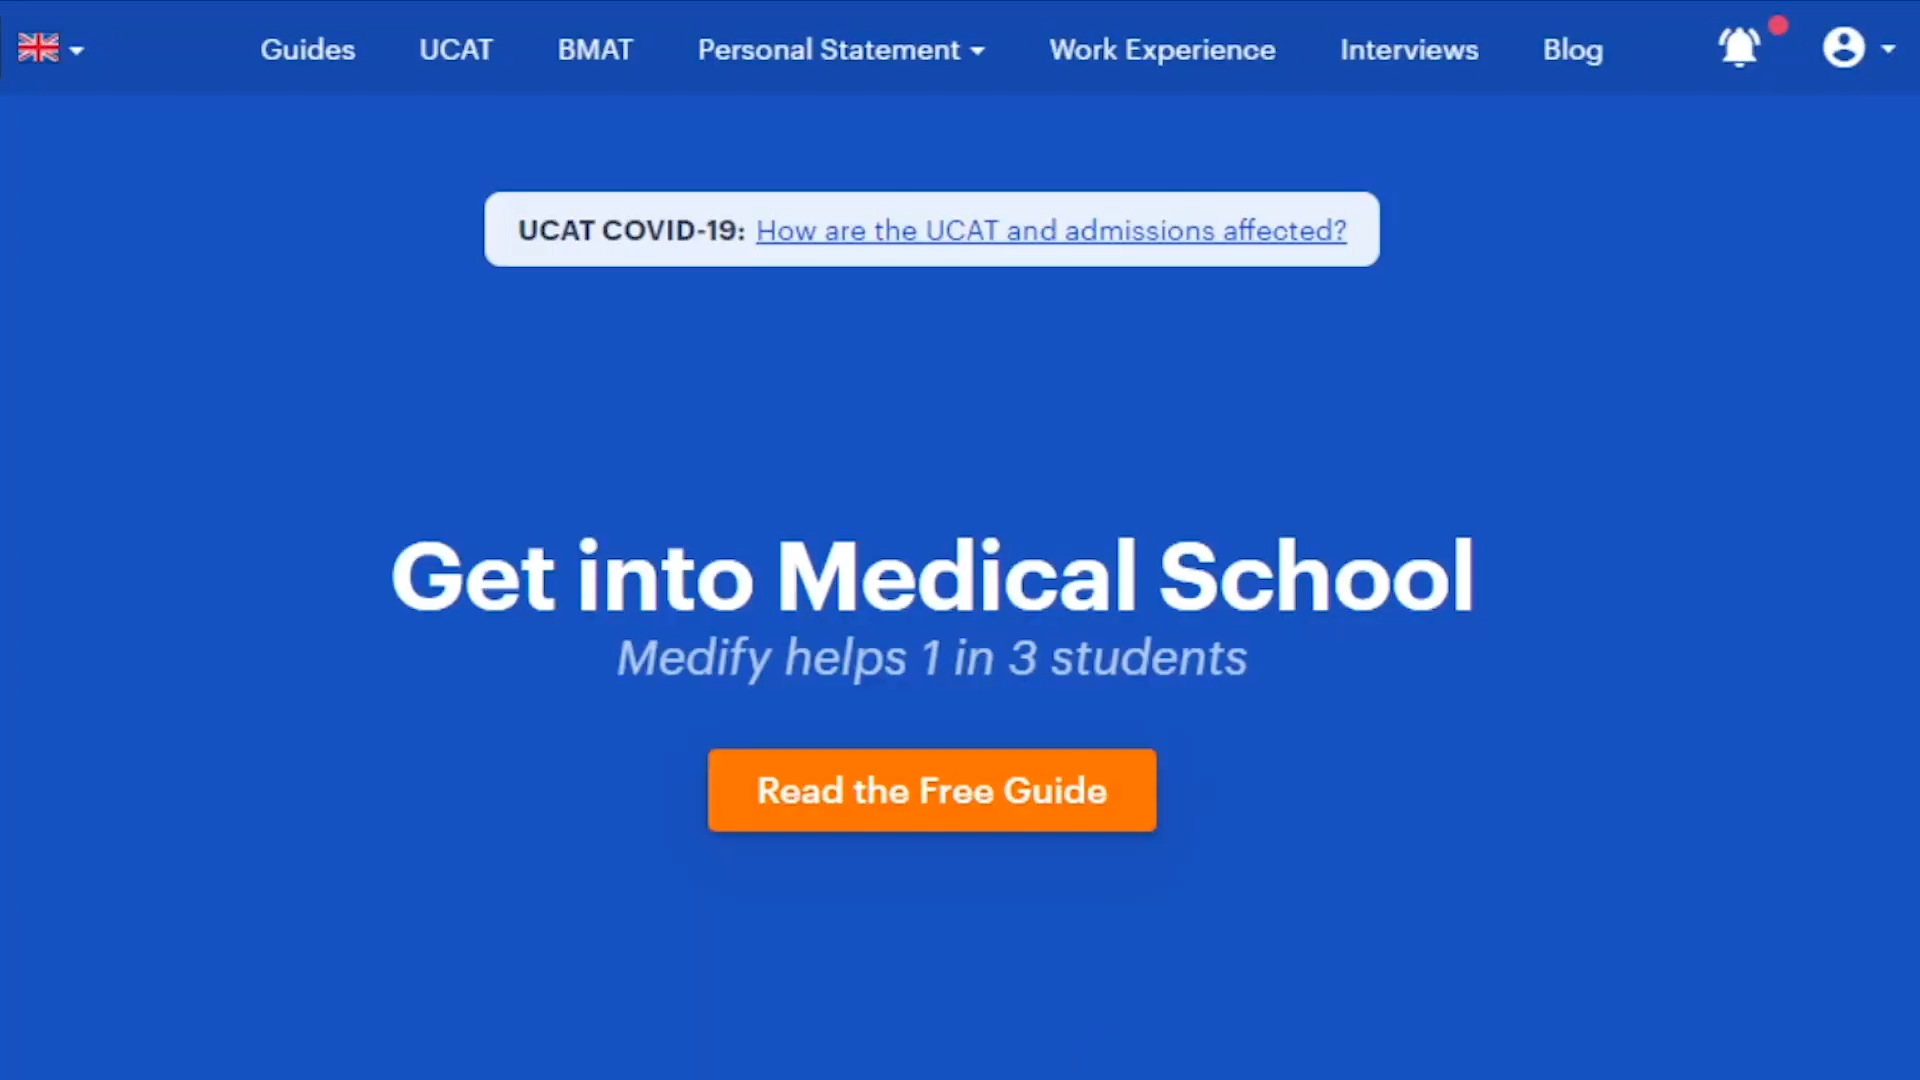 Guides UCAT BMAT Personal Statement Work Experience Interviews Blog
UCAT COVID-19: How are the UCAT and admissions affected?
Get into Medical School
Medify helps 1 in 3 students
Read the Free Guide